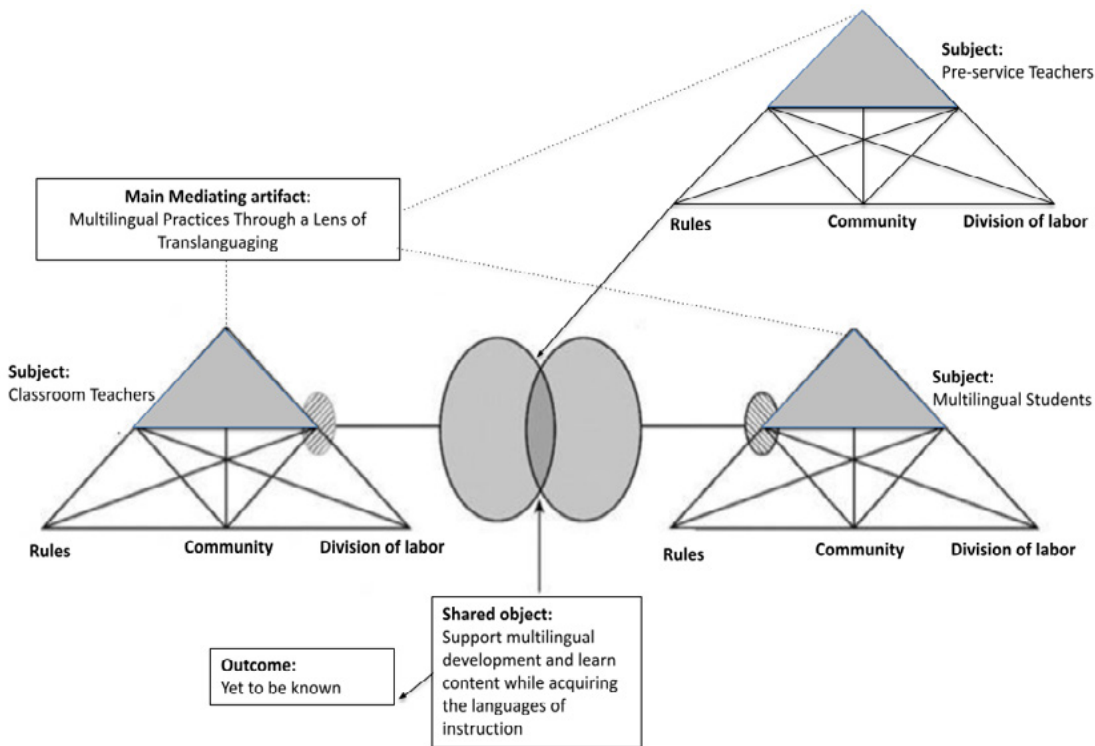 Subject:
Pre-service Teachers
Rules
Community
Division of labor
Main Mediating artifact:
Multilingual Practices Through a Lens of
Translanguaging
Subject:
Classroom Teachers
Rules
Community
Division of labor
Subject:
Multilingual Students
Rules
Community
Division of labor
Shared object:
Support multilingual
development and learn
content while acquiring
the languages of
instruction
Outcome:
Yet to be known